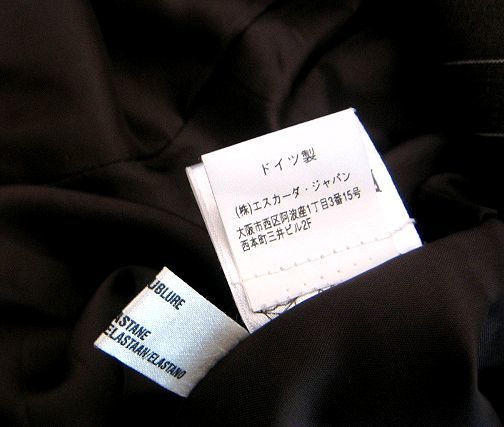 ドイツ製
(株)エスカーダ・ジャパン
大阪市西区阿波座1丁目3番15号
西本町三井ビル2F
ELASTAAN/ELASTANO